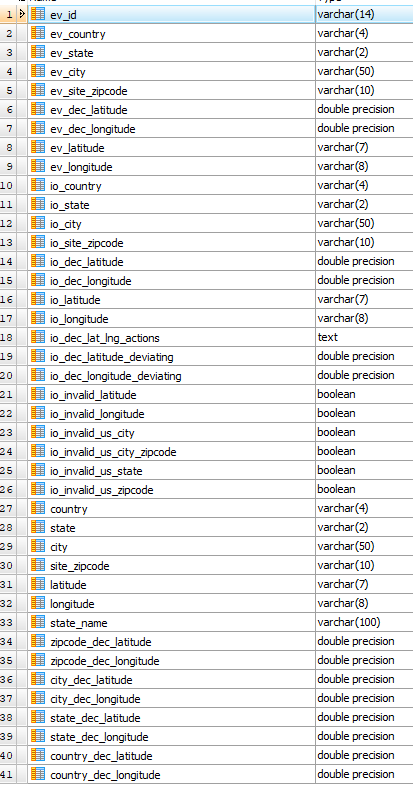 1 ev_id varchar(14)
2 ev_country varchar(4)
3 ev_state varchar(2)
4 ev_city varchar(50)
5 ev_site_zipcode varchar(10)
6 ev_dec_latitude double precision
7 ev_dec_longitude double precision
8 ev_latitude varchar(7)
9 ev_longitude varchar(8)
10 io_country varchar(4)
11 io_state varchar(2)
12 io_city varchar(50)
13 io_site_zipcode varchar(10)
14 io_dec_latitude double precision
15 io_dec_longitude double precision
16 io_latitude varchar(7)
17 io_longitude varchar(8)
18 io_dec_lat_lng_actions text
19 io_dec_latitude_deviating double precision
20 io_dec_longitude_deviating double precision
21 io_invalid_latitude boolean
22 io_invalid_longitude boolean
23 io_invalid_us_city boolean
24 io_invalid_us_city_zipcode boolean
25 io_invalid_us_state boolean
26 io_invalid_us_zipcode boolean
27 country varchar(4)
28 state varchar(2)
29 city varchar(50)
30 site_zipcode varchar(10)
31 latitude varchar(7)
32 longitude varchar(8)
33 state_name varchar(100)
34 zipcode_dec_latitude double precision
35 zipcode_dec_longitude double precision
36 city_dec_latitude double precision
37 city_dec_longitude double precision
38 state_dec_latitude double precision
39 state_dec_longitude double precision
40 country_dec_latitude double precision
41 country_dec_longitude double precision